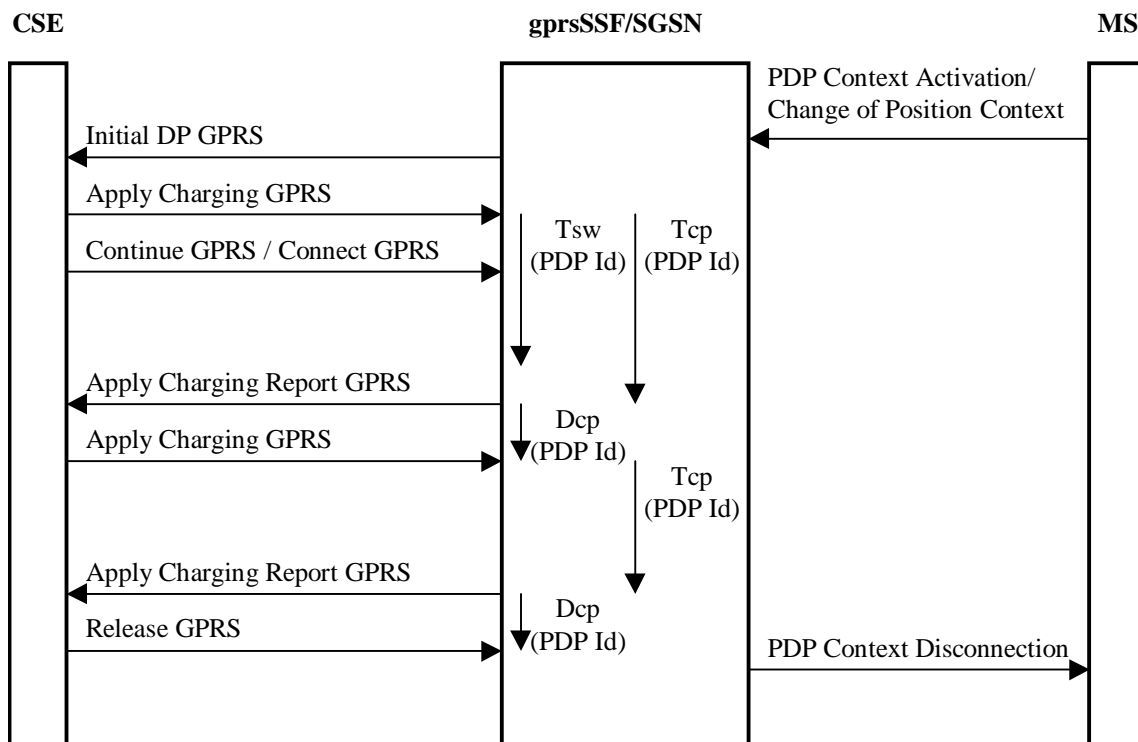 CSE
gprsSSF/SGSN
MS
PDP Context Activation/
Change of Position Context
Initial DP GPRS
Apply Charging GPRS
Tsw
(PDP Id)
Tcp
(PDP Id)
Continue GPRS / Connect GPRS
Apply Charging Report GPRS
Dcp
(PDP Id)
Apply Charging GPRS
Tcp
(PDP Id)
Apply Charging Report GPRS
Dcp
(PDP Id)
Release GPRS
PDP Context Disconnection